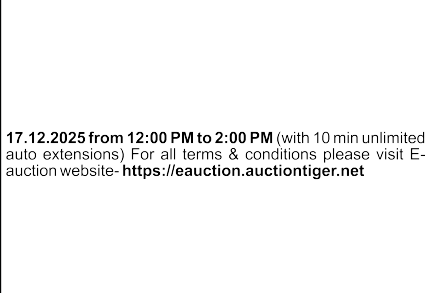 17.12.2025 from 12:00 PM to 2:00 PM (with 10 min unlimited
auto extensions) For all terms & conditions please visit E-
auction website- https://eauction.auctiontiger.net